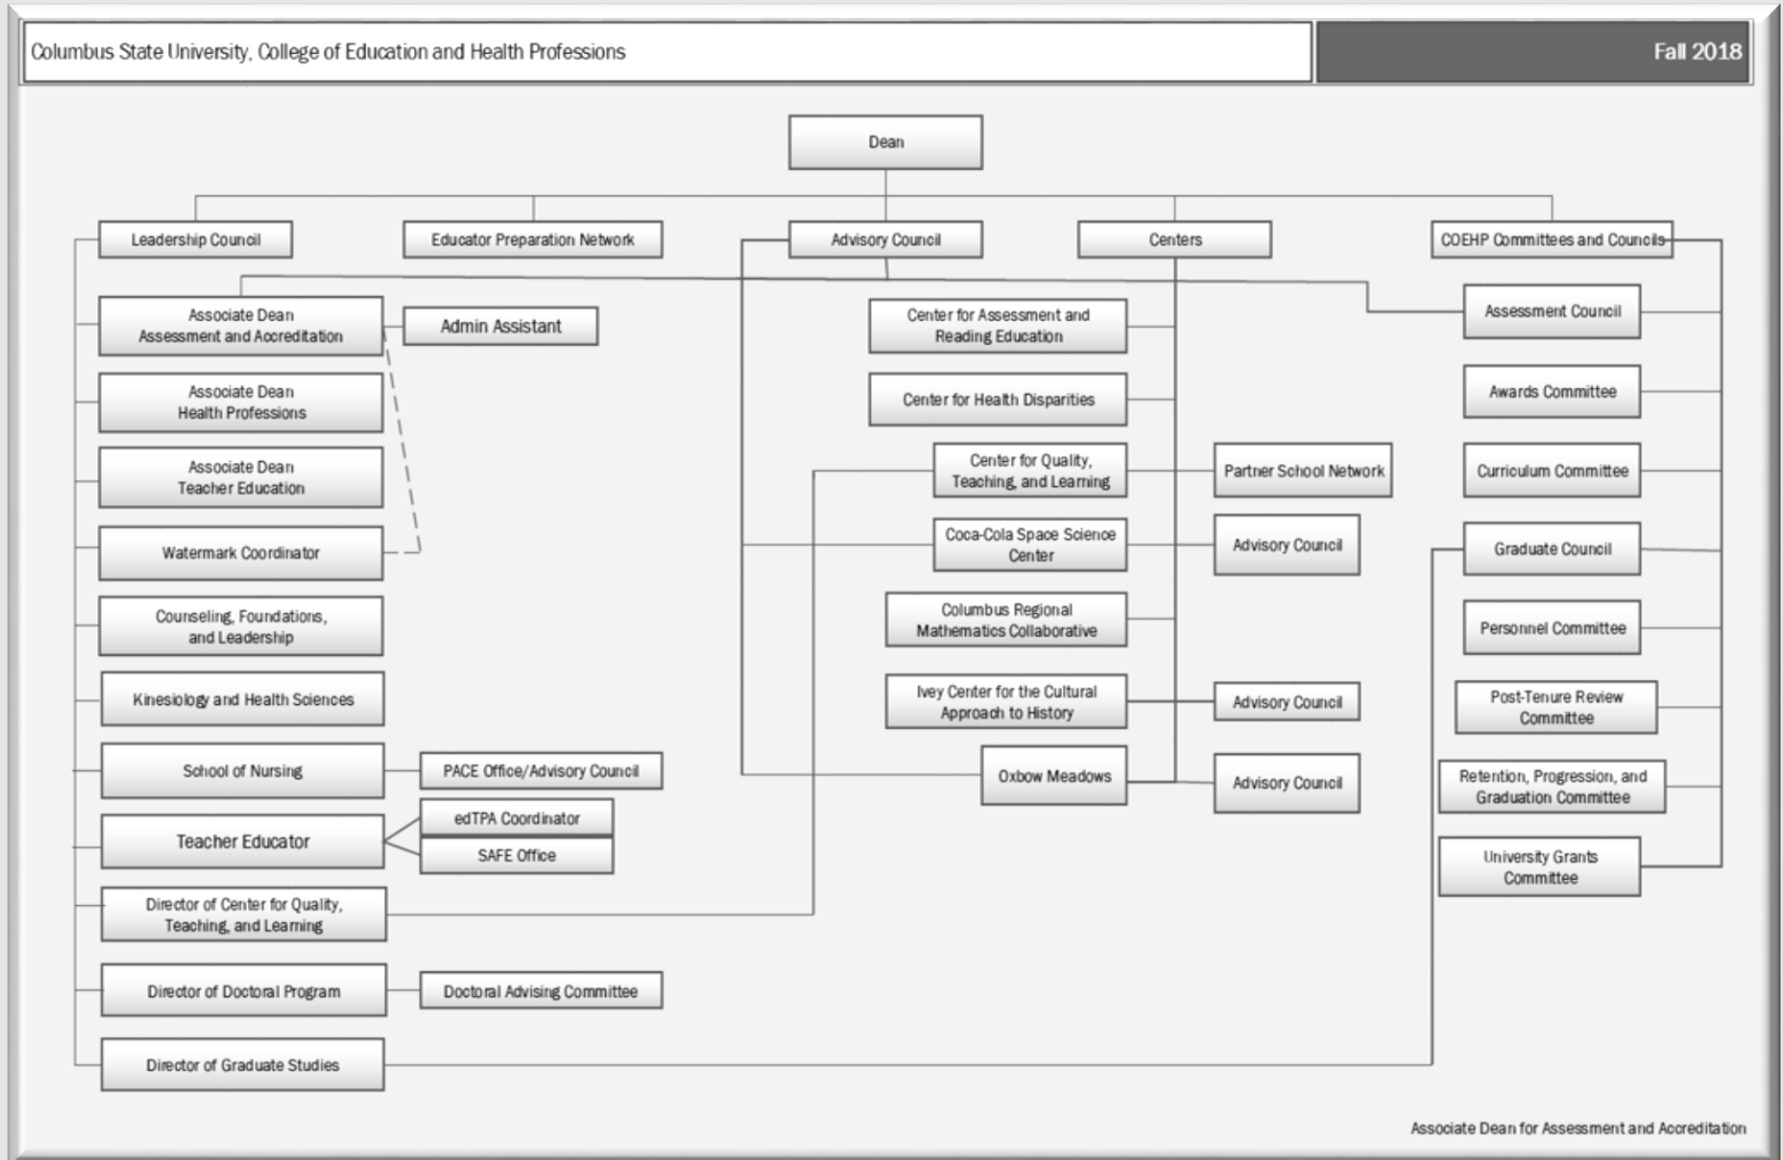 Columbus State University, College of Education and Health Professions
Fall 2018
Dean
Leadership Council
Educator Preparation Network
Advisory Council
Centers
COEHP Committees and Councils
Associate Dean
Assessment and Accreditation
Admin Assistant
Associate Dean
Health Professions
Associate Dean
Teacher Education
Watermark Coordinator
Counseling, Foundations,
and Leadership
Kinesiology and Health Sciences
School of Nursing
PACE Office/Advisory Council
Teacher Educator
edTPA Coordinator
SAFE Office
Director of Center for Quality,
Teaching, and Learning
Director of Doctoral Program
Doctoral Advising Committee
Director of Graduate Studies
Center for Assessment and
Reading Education
Center for Health Disparities
Center for Quality,
Teaching, and Learning
Partner School Network
Coca-Cola Space Science
Center
Advisory Council
Columbus Regional
Mathematics Collaborative
Ivey Center for the Cultural
Approach to History
Advisory Council
Oxbow Meadows
Advisory Council
Assessment Council
Awards Committee
Curriculum Committee
Graduate Council
Personnel Committee
Post-Tenure Review
Committee
Retention, Progression, and
Graduation Committee
University Grants
Committee
Associate Dean for Assessment and Accreditation